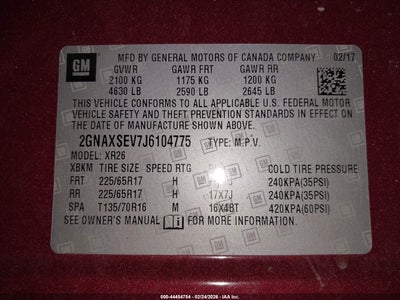 GM MFD BY GENERAL MOTORS OF CANADA COMPANY 02/17
GVWR GAWR FRT GAWR RR
2100 KG 1175 KG 1200 KG
4630 LB 2590 LB 2645 LB
THIS VEHICLE CONFORMS TO ALL APPLICABLE U.S. FEDERAL MOTOR
VEHICLE SAFETY AND THEFT PREVENTION STANDARDS IN EFFECT ON
THE DATE OF MANUFACTURE SHOWN ABOVE.
2GNAXSEV7J6104775 TYPE: M.P.V.
MODEL: XR26
XBKM TIRE SIZE SPEED RTG COLD TIRE PRESSURE
FRT 225/65R17 H 240KPA(35PSI)
RR 225/65R17 H 17X7J 240KPA(35PSI)
SPA T135/70R16 M 16X4BT 420KPA(60PSI)
SEE OWNER'S MANUAL FOR MORE INFORMATION.
000-44454754 - 02/24/2026 - IAA Inc.